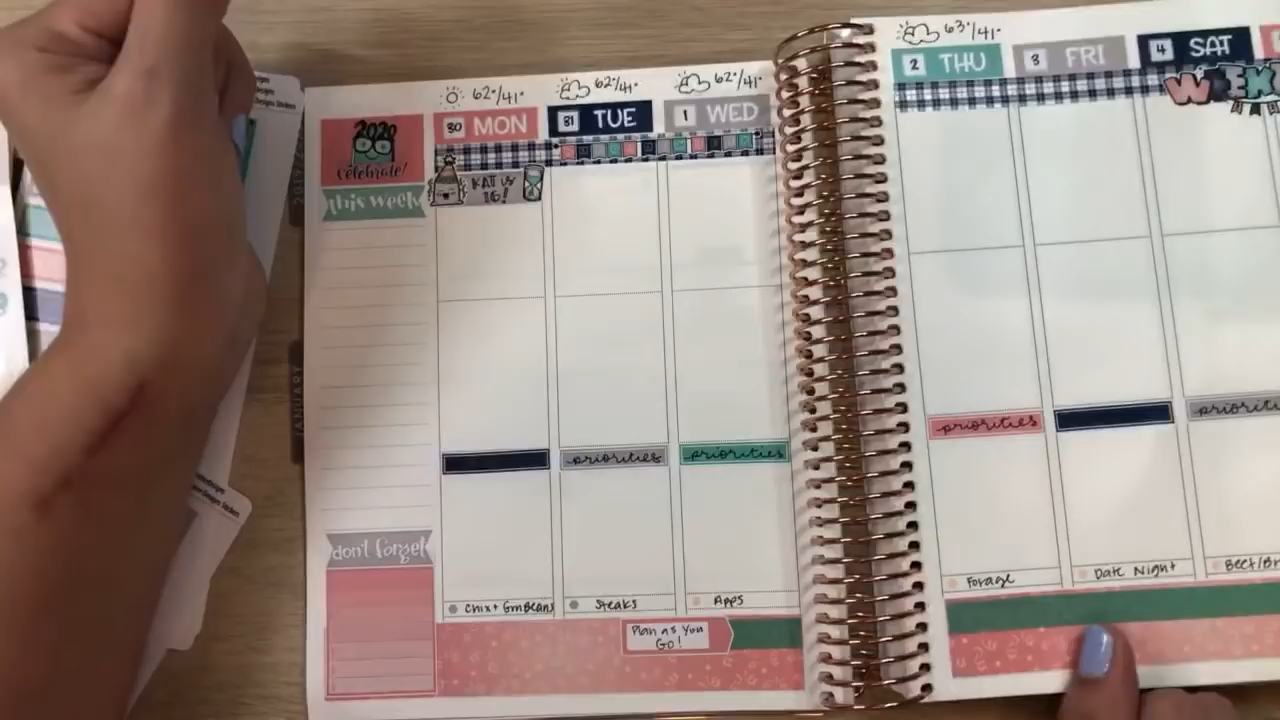 62°/41°
62°/41°
62°/41°
63°/41°
2020
celebrate!
30 MON
31 TUE
1 WED
2 THU
3 FRI
4 SAT
this week
KAT is
16!
2019/
JANUARY
priorities
priorities
priorities
don't forget
Chix + GrnBeans
Steaks
Apps
Forage
Date Night
Plan as You
Go!